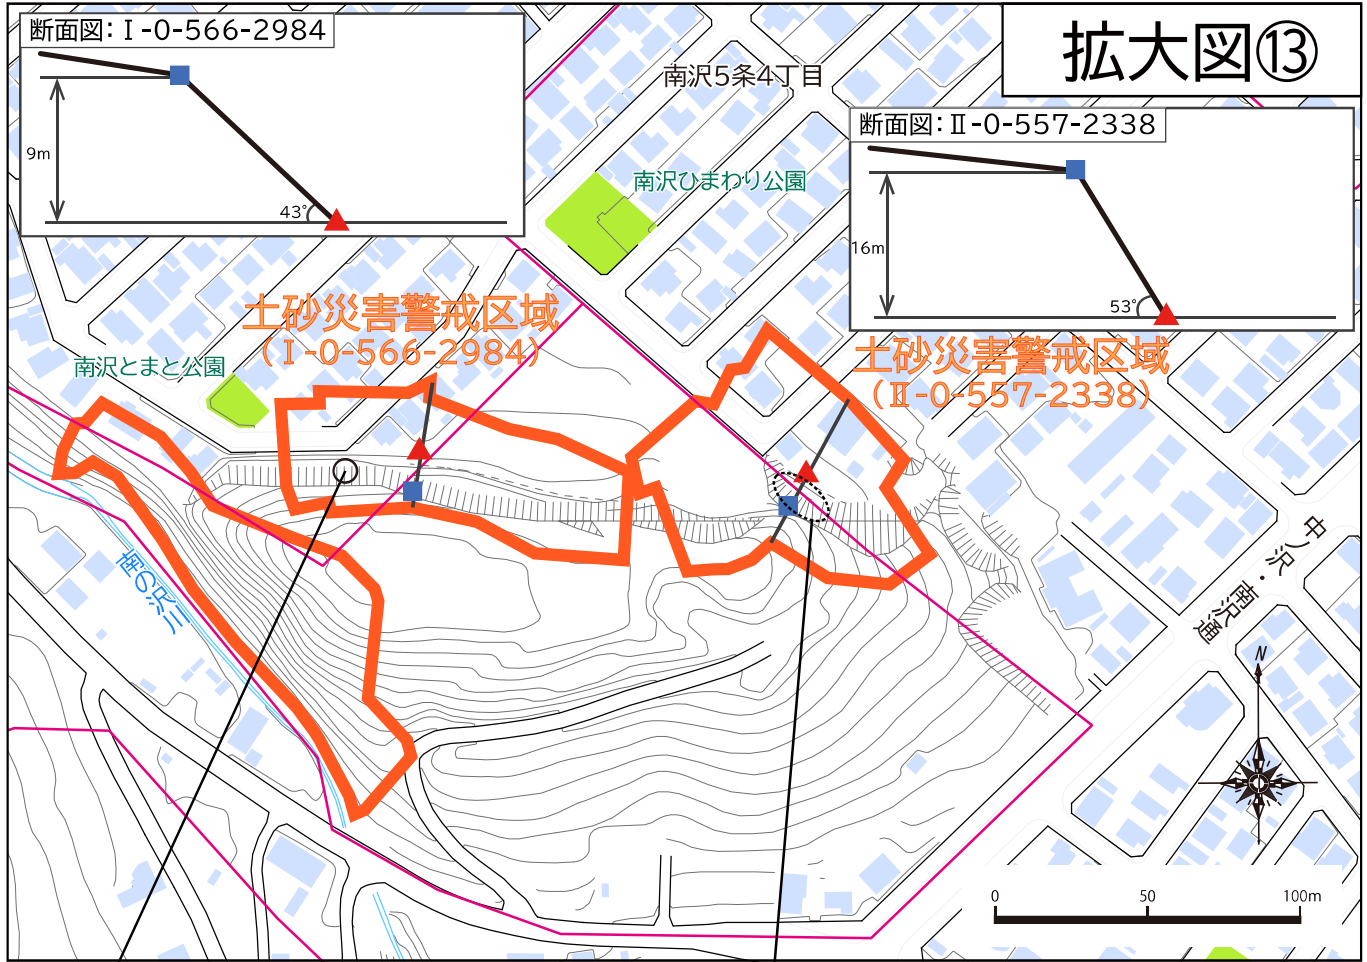 断面図：Ⅰ-0-566-2984
9m
43°
拡大図⑬
南沢5条4丁目
断面図：Ⅱ-0-557-2338
16m
53°
南沢ひまわり公園
土砂災害警戒区域
（Ⅰ-0-566-2984）
土砂災害警戒区域
（Ⅱ-0-557-2338）
南沢とまと公園
南の沢川
中ノ沢・南沢通
N
0 50 100m